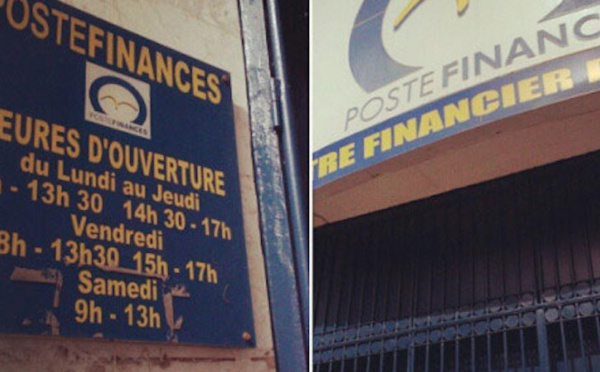 POSTEFINANCES
POSTEFINANCES
EURES D'OUVERTURE
du Lundi au Jeudi
- 13h 30 14h 30 - 17h
Vendredi
8h - 13h30 15h - 17h
Samedi
9h - 13h
POSTE FINANC
TRE FINANCIER